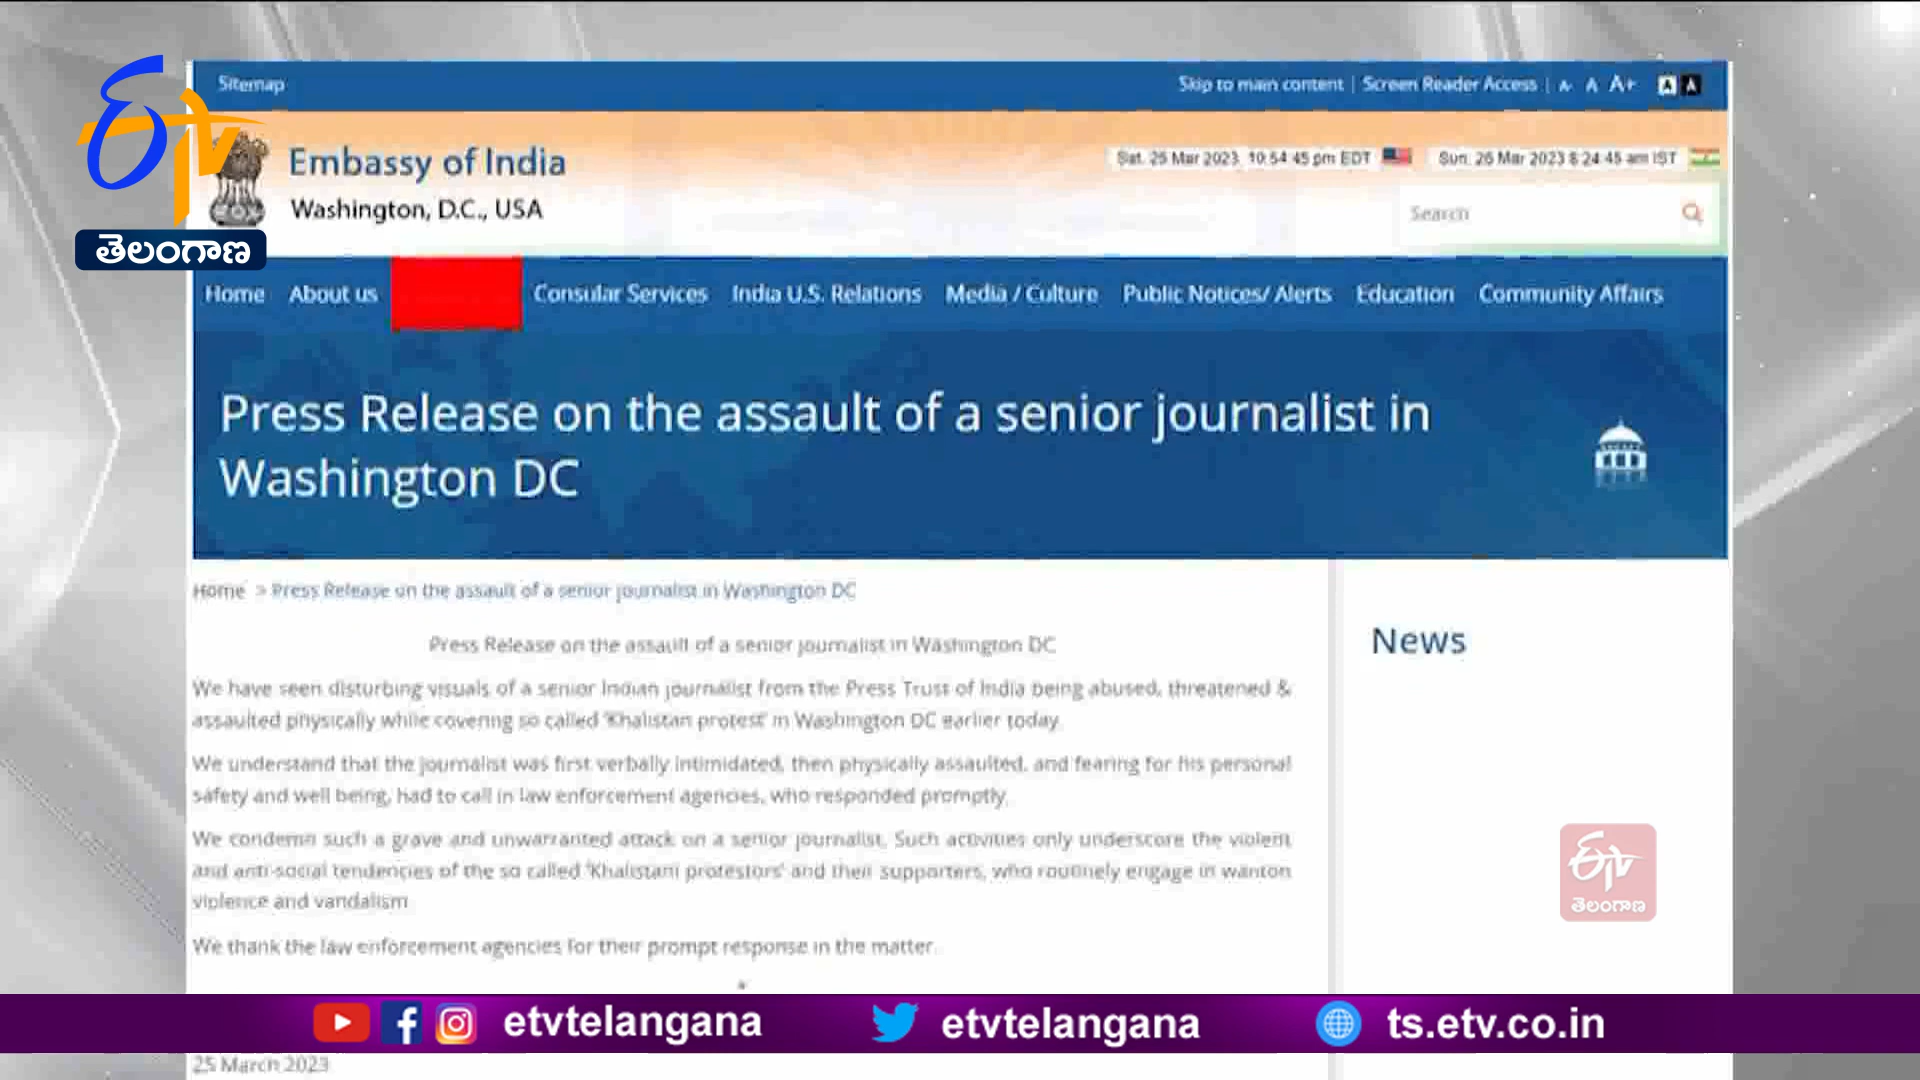 ETV
తెలంగాణ
Sitemap
Skip to main content | Screen Reader Access | A- A A+ A A
Embassy of India
Washington, D.C., USA
Sat. 25 Mar 2023, 10:54:45 pm EDT
Sun. 26 Mar 2023 8:24:45 am IST
Search
Home About us Consular Services India U.S. Relations Media / Culture Public Notices/ Alerts Education Community Affairs
Press Release on the assault of a senior journalist in
Washington DC
Home > Press Release on the assault of a senior journalist in Washington DC
News
Press Release on the assault of a senior journalist in Washington DC
We have seen disturbing visuals of a senior Indian journalist from the Press Trust of India being abused, threatened &
assaulted physically while covering so called 'Khalistan protest' in Washington DC earlier today.
We understand that the journalist was first verbally intimidated, then physically assaulted, and fearing for his personal
safety and well being, had to call in law enforcement agencies, who responded promptly.
We condemn such a grave and unwarranted attack on a senior journalist. Such activities only underscore the violent
and anti-social tendencies of the so called 'Khalistani protestors' and their supporters, who routinely engage in wanton
violence and vandalism.
We thank the law enforcement agencies for their prompt response in the matter.
*
ETV
తెలంగాణ
etvtelangana etvtelangana ts.etv.co.in
25 March 2023